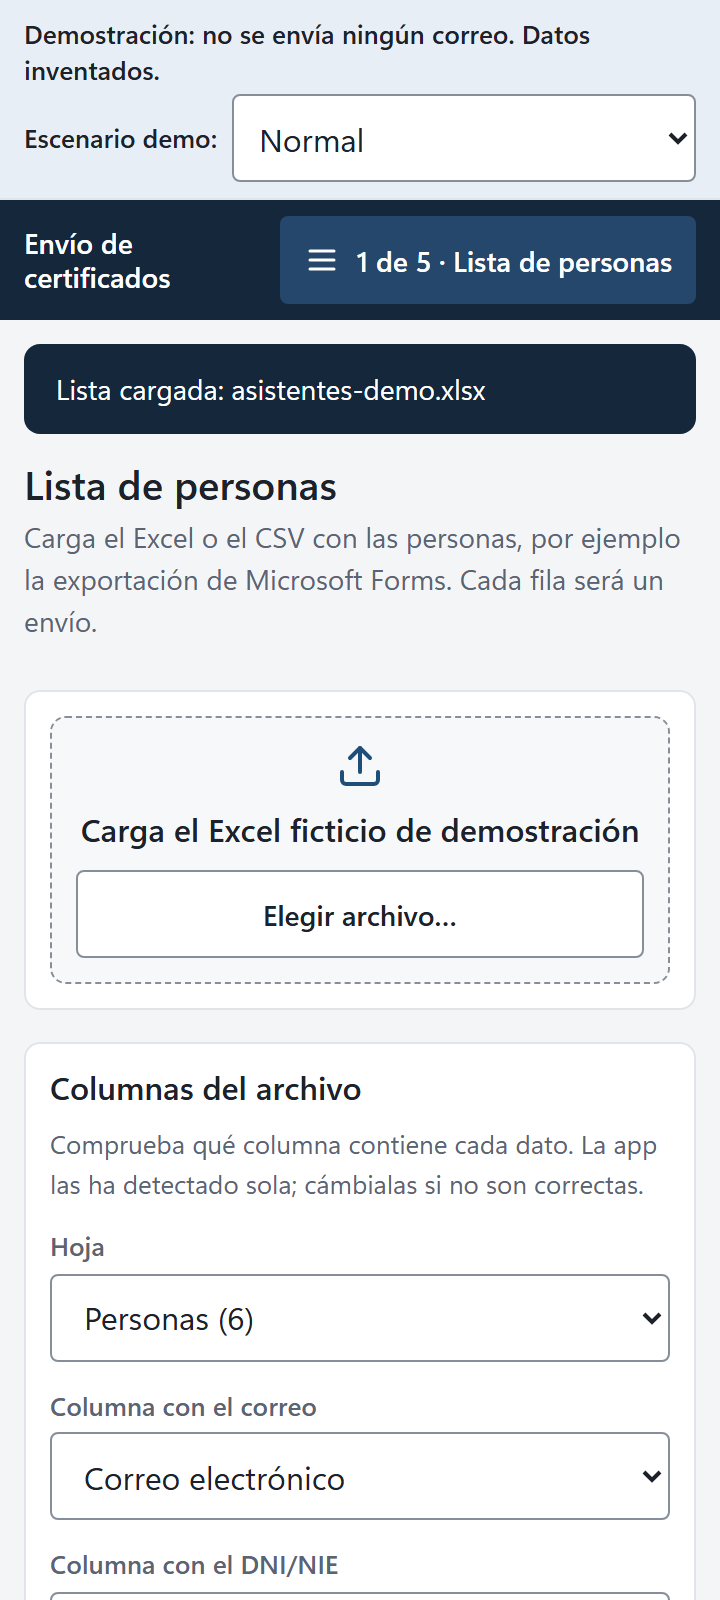 Demostración: no se envía ningún correo. Datos
inventados.
Escenario demo:
Normal
Envío de
certificados
1 de 5 · Lista de personas
Lista cargada: asistentes-demo.xlsx
Lista de personas
Carga el Excel o el CSV con las personas, por ejemplo
la exportación de Microsoft Forms. Cada fila será un
envío.
Carga el Excel ficticio de demostración
Elegir archivo...
Columnas del archivo
Comprueba qué columna contiene cada dato. La app
las ha detectado sola; cámbialas si no son correctas.
Hoja
Personas (6)
Columna con el correo
Correo electrónico
Columna con el DNI/NIE